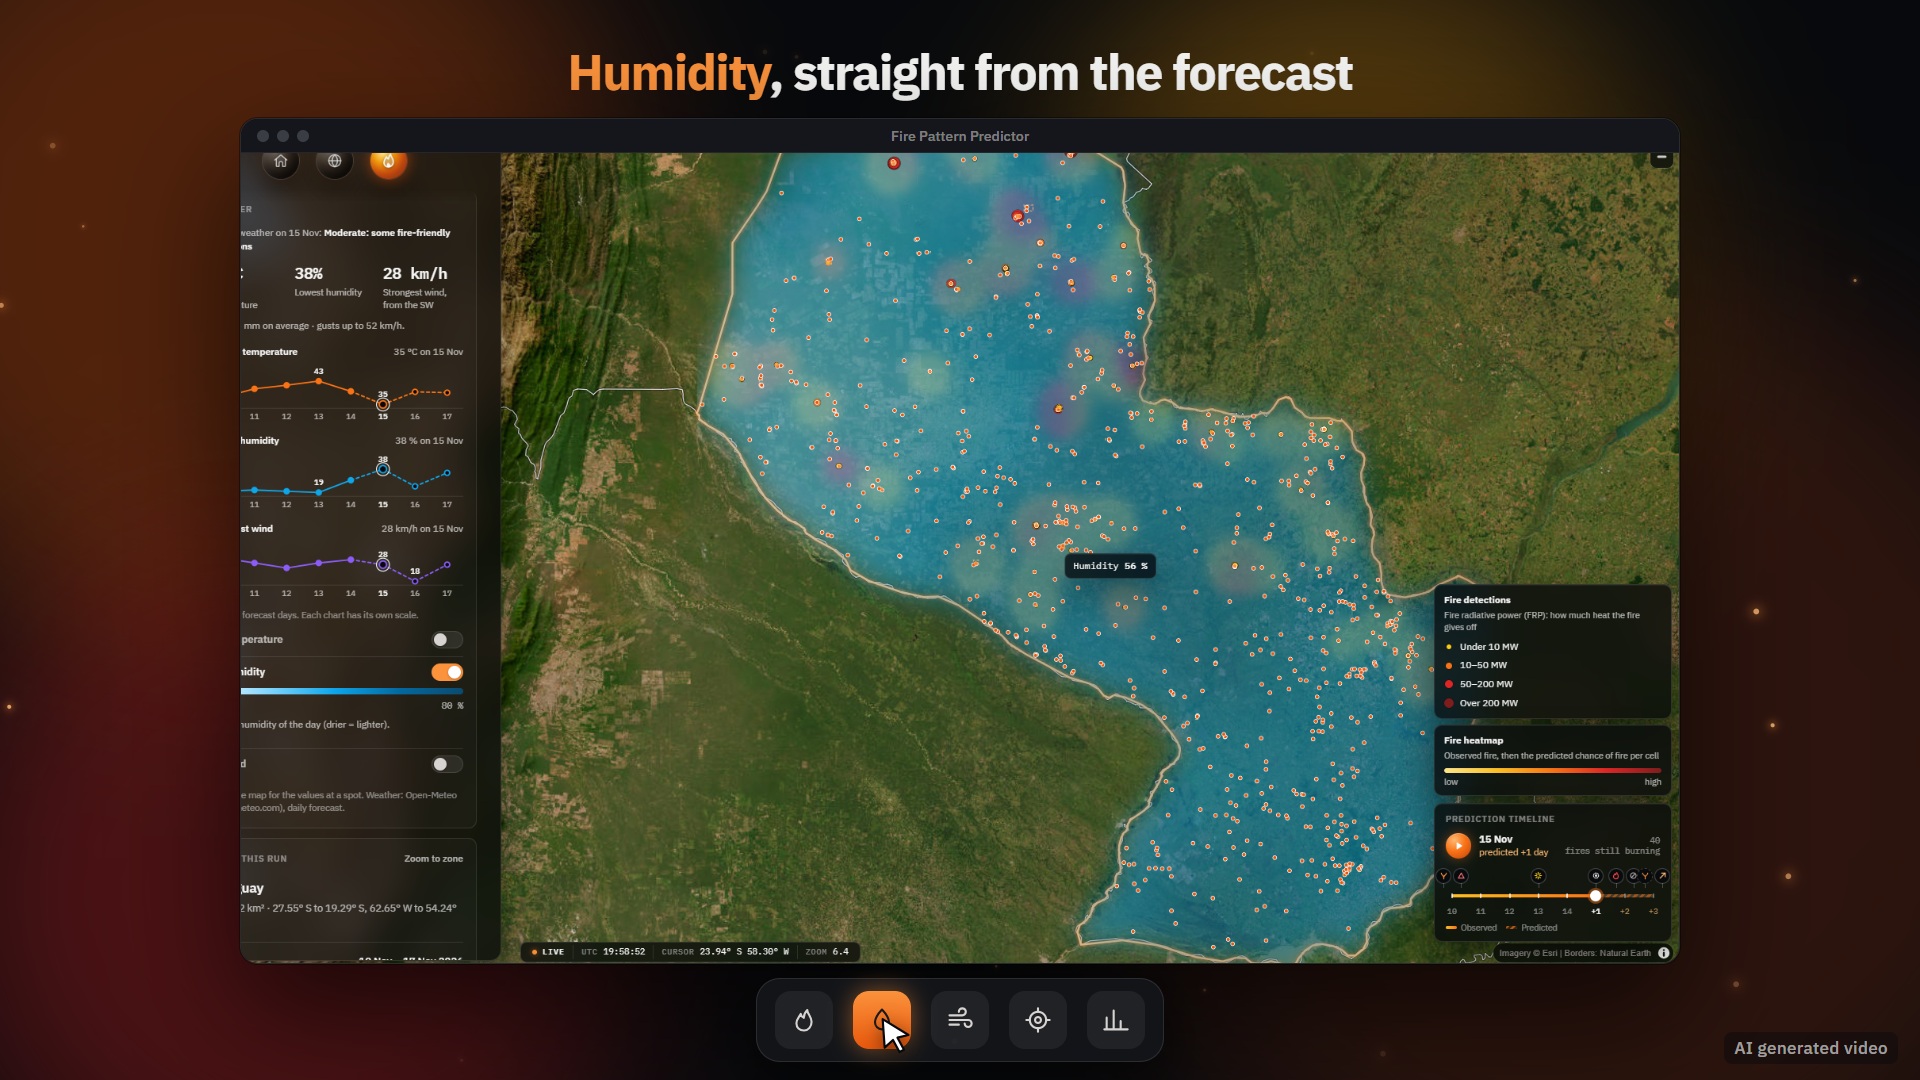 Humidity, straight from the forecast
Fire Pattern Predictor
ER
weather on 15 Nov: Moderate: some fire-friendly
ons
38%
28 km/h
Lowest humidity
Strongest wind,
from the SW
ture
mm on average · gusts up to 52 km/h.
temperature
35 °C on 15 Nov
43
35
11 12 13 14 15 16 17
humidity
38 % on 15 Nov
19
38
11 12 13 14 15 16 17
st wind
28 km/h on 15 Nov
28
18
11 12 13 14 15 16 17
forecast days. Each chart has its own scale.
perature
nidity
80 %
humidity of the day (drier = lighter).
d
e map for the values at a spot. Weather: Open-Meteo
eteo.com), daily forecast.
THIS RUN
Zoom to zone
guay
2 km² · 27.55° S to 19.29° S, 62.65° W to 54.24°
Humidity 56 %
LIVE UTC 19:58:52 CURSOR 23.94° S 58.30° W ZOOM 6.4
Fire detections
Fire radiative power (FRP): how much heat the fire
gives off
Under 10 MW
10–50 MW
50–200 MW
Over 200 MW
Fire heatmap
Observed fire, then the predicted chance of fire per cell
low high
PREDICTION TIMELINE
15 Nov
predicted +1 day
40
fires still burning
10 11 12 13 14 +1 +2 +3
Observed Predicted
Imagery © Esri | Borders: Natural Earth
AI generated video